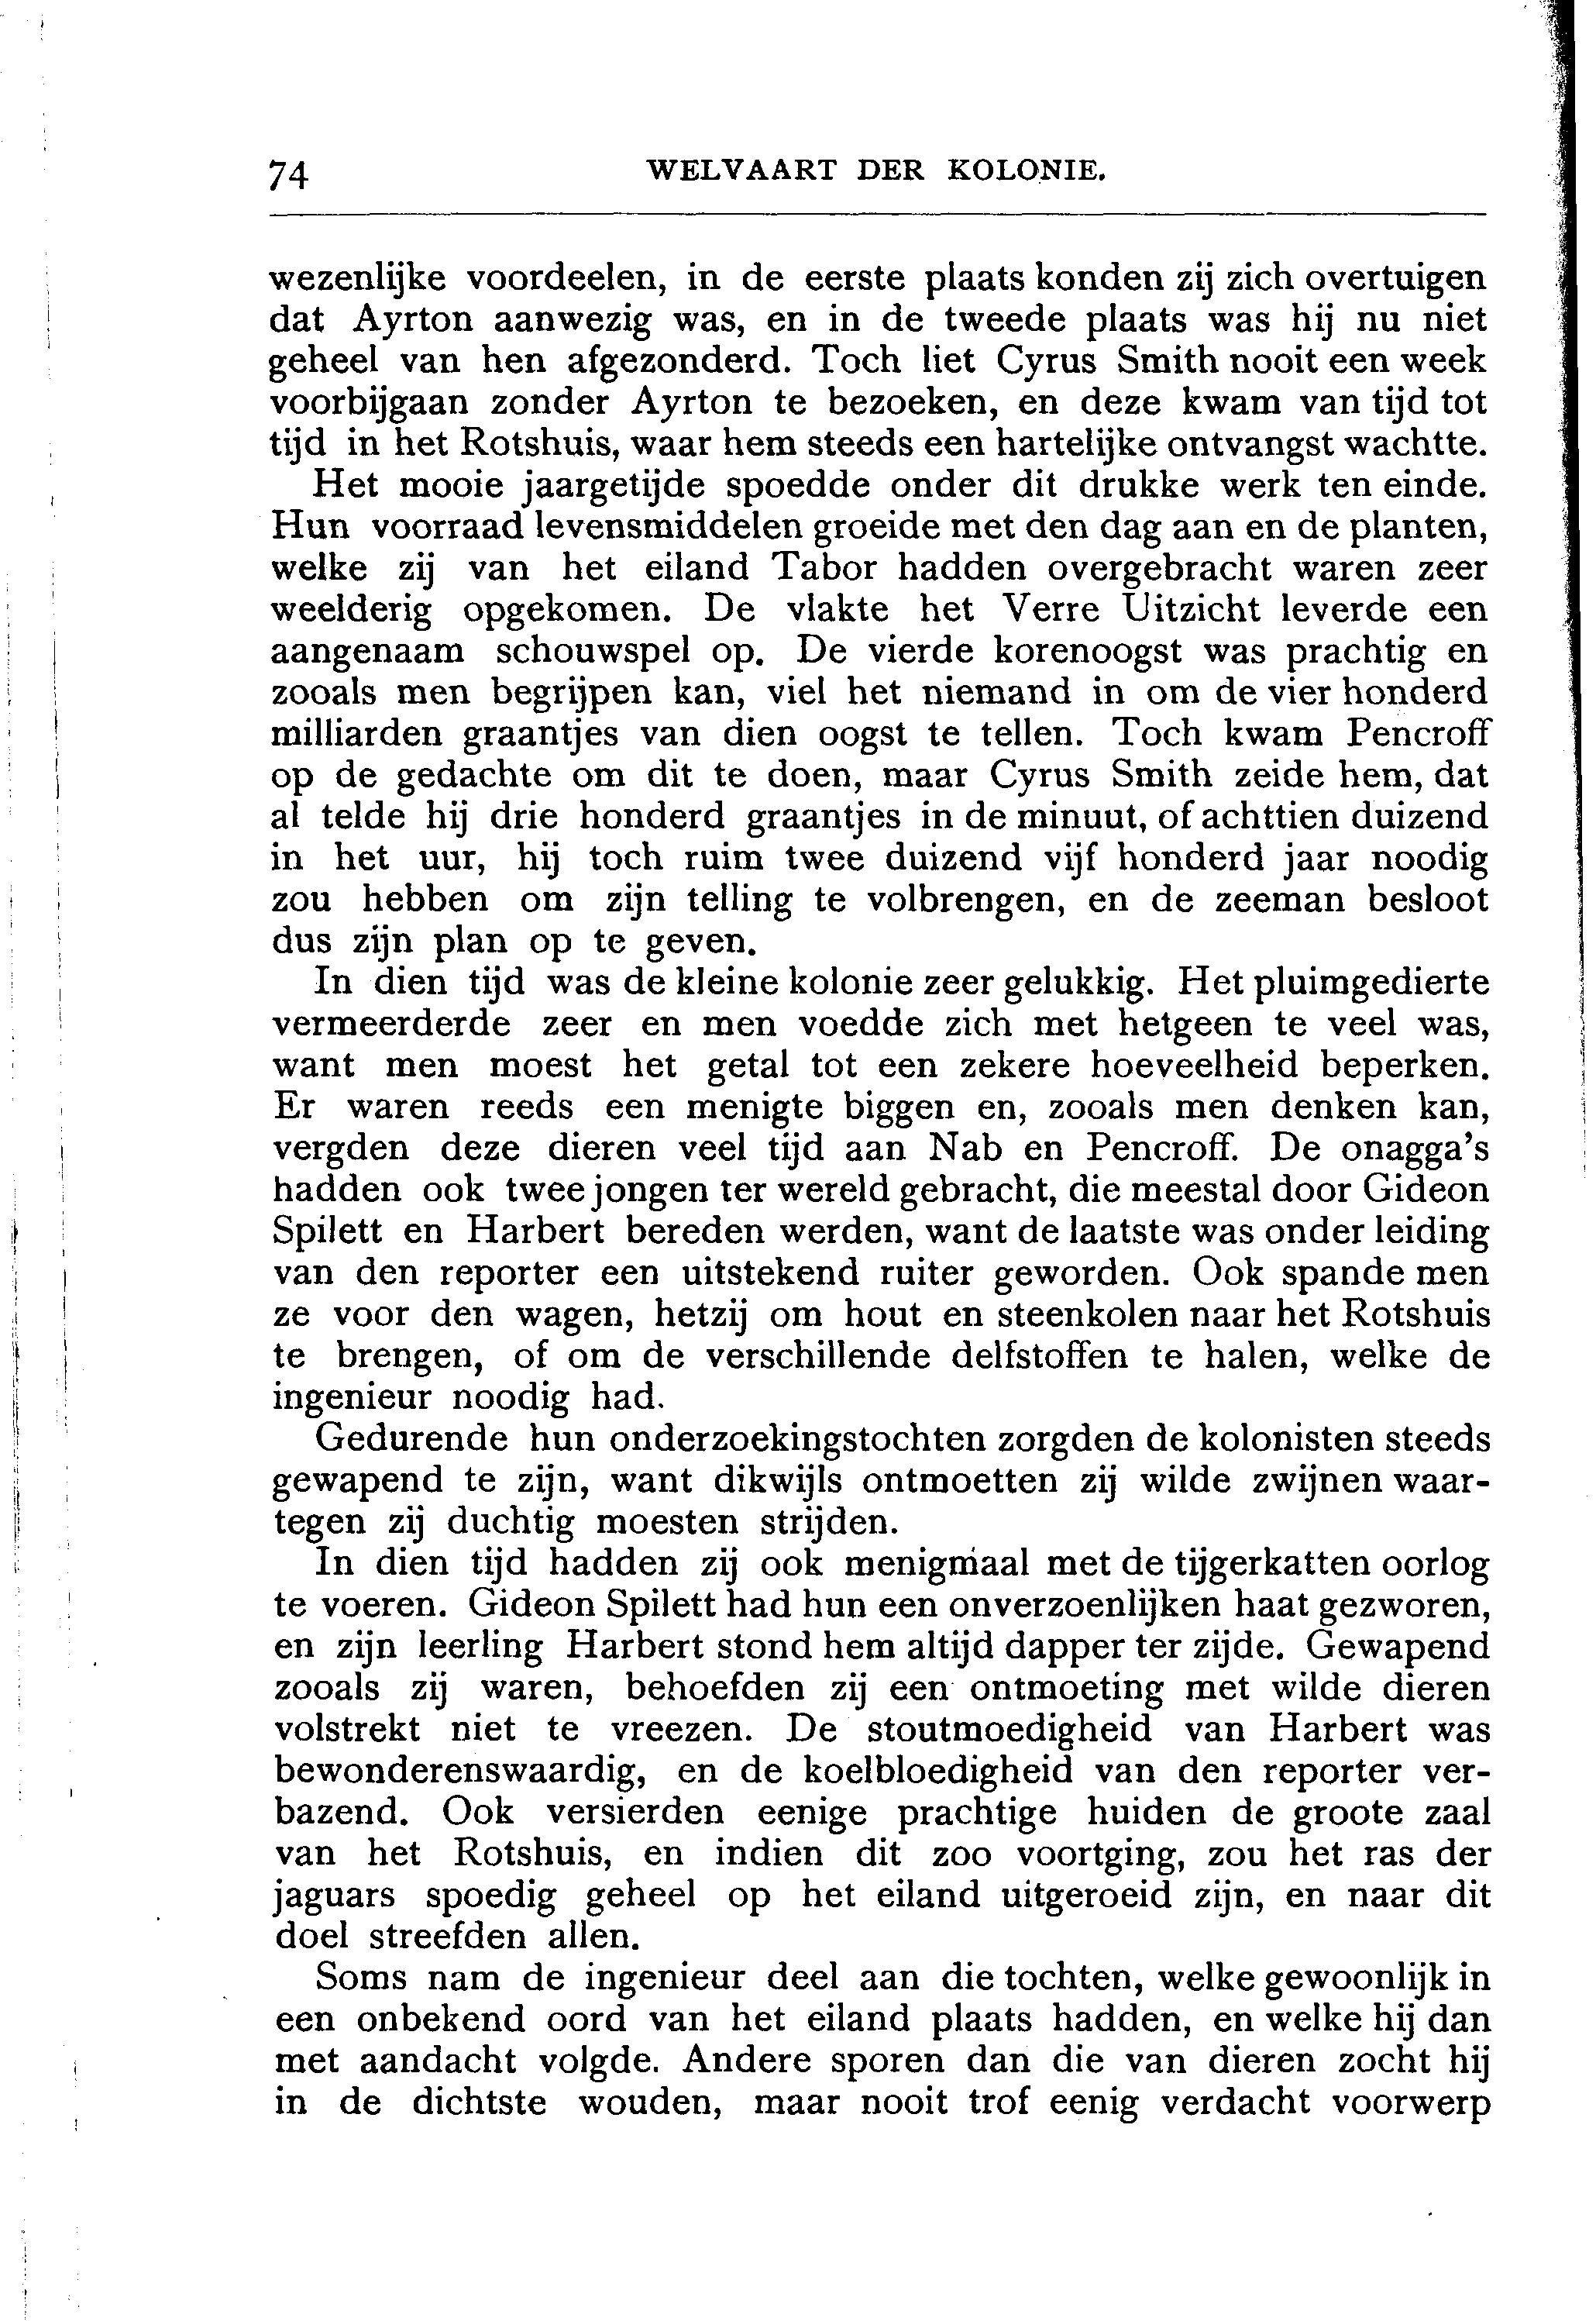 74 WELVAART DER KOLONIE.
wezenlijke voordeelen, in de eerste plaats konden zij zich overtuigen
dat Ayrton aanwezig was, en in de tweede plaats was hij nu niet
geheel van hen afgezonderd. Toch liet Cyrus Smith nooit een week
voorbijgaan zonder Ayrton te bezoeken, en deze kwam van tijd tot
tijd in het Rotshuis, waar hem steeds een hartelijke ontvangst wachtte.
Het mooie jaargetijde spoedde onder dit drukke werk ten einde.
Hun voorraad levensmiddelen groeide met den dag aan en de planten,
welke zij van het eiland Tabor hadden overgebracht waren zeer
weelderig opgekomen. De vlakte het Verre Uitzicht leverde een
aangenaam schouwspel op. De vierde korenoogst was prachtig en
zooals men begrijpen kan, viel het niemand in om de vier honderd
milliarden graantjes van dien oogst te tellen. Toch kwam Pencroff
op de gedachte om dit te doen, maar Cyrus Smith zeide hem, dat
al telde hij drie honderd graantjes in de minuut, of achttien duizend
in het uur, hij toch ruim twee duizend vijf honderd jaar noodig
zou hebben om zijn telling te volbrengen, en de zeeman besloot
dus zijn plan op te geven.
In dien tijd was de kleine kolonie zeer gelukkig. Het pluimgedierte
vermeerderde zeer en men voedde zich met hetgeen te veel was,
want men moest het getal tot een zekere hoeveelheid beperken.
Er waren reeds een menigte biggen en, zooals men denken kan,
vergden deze dieren veel tijd aan Nab en Pencroff. De onagga's
hadden ook twee jongen ter wereld gebracht, die meestal door Gideon
Spilett en Harbert bereden werden, want de laatste was onder leiding
van den reporter een uitstekend ruiter geworden. Ook spande men
ze voor den wagen, hetzij om hout en steenkolen naar het Rotshuis
te brengen, of om de verschillende delfstoffen te halen, welke de
ingenieur noodig had.
Gedurende hun onderzoekingstochten zorgden de kolonisten steeds
gewapend te zijn, want dikwijls ontmoetten zij wilde zwijnen waar-
tegen zij duchtig moesten strijden.
In dien tijd hadden zij ook menigmaal met de tijgerkatten oorlog
te voeren. Gideon Spilett had hun een onverzoenlijken haat gezworen,
en zijn leerling Harbert stond hem altijd dapper ter zijde. Gewapend
zooals zij waren, behoefden zij een ontmoeting met wilde dieren
volstrekt niet te vreezen. De stoutmoedigheid van Harbert was
bewonderenswaardig, en de koelbloedigheid van den reporter ver-
bazend. Ook versierden eenige prachtige huiden de groote zaal
van het Rotshuis, en indien dit zoo voortging, zou het ras der
jaguars spoedig geheel op het eiland uitgeroeid zijn, en naar dit
doel streefden allen.
Soms nam de ingenieur deel aan die tochten, welke gewoonlijk in
een onbekend oord van het eiland plaats hadden, en welke hij dan
met aandacht volgde. Andere sporen dan die van dieren zocht hij
in de dichtste wouden, maar nooit trof eenig verdacht voorwerp